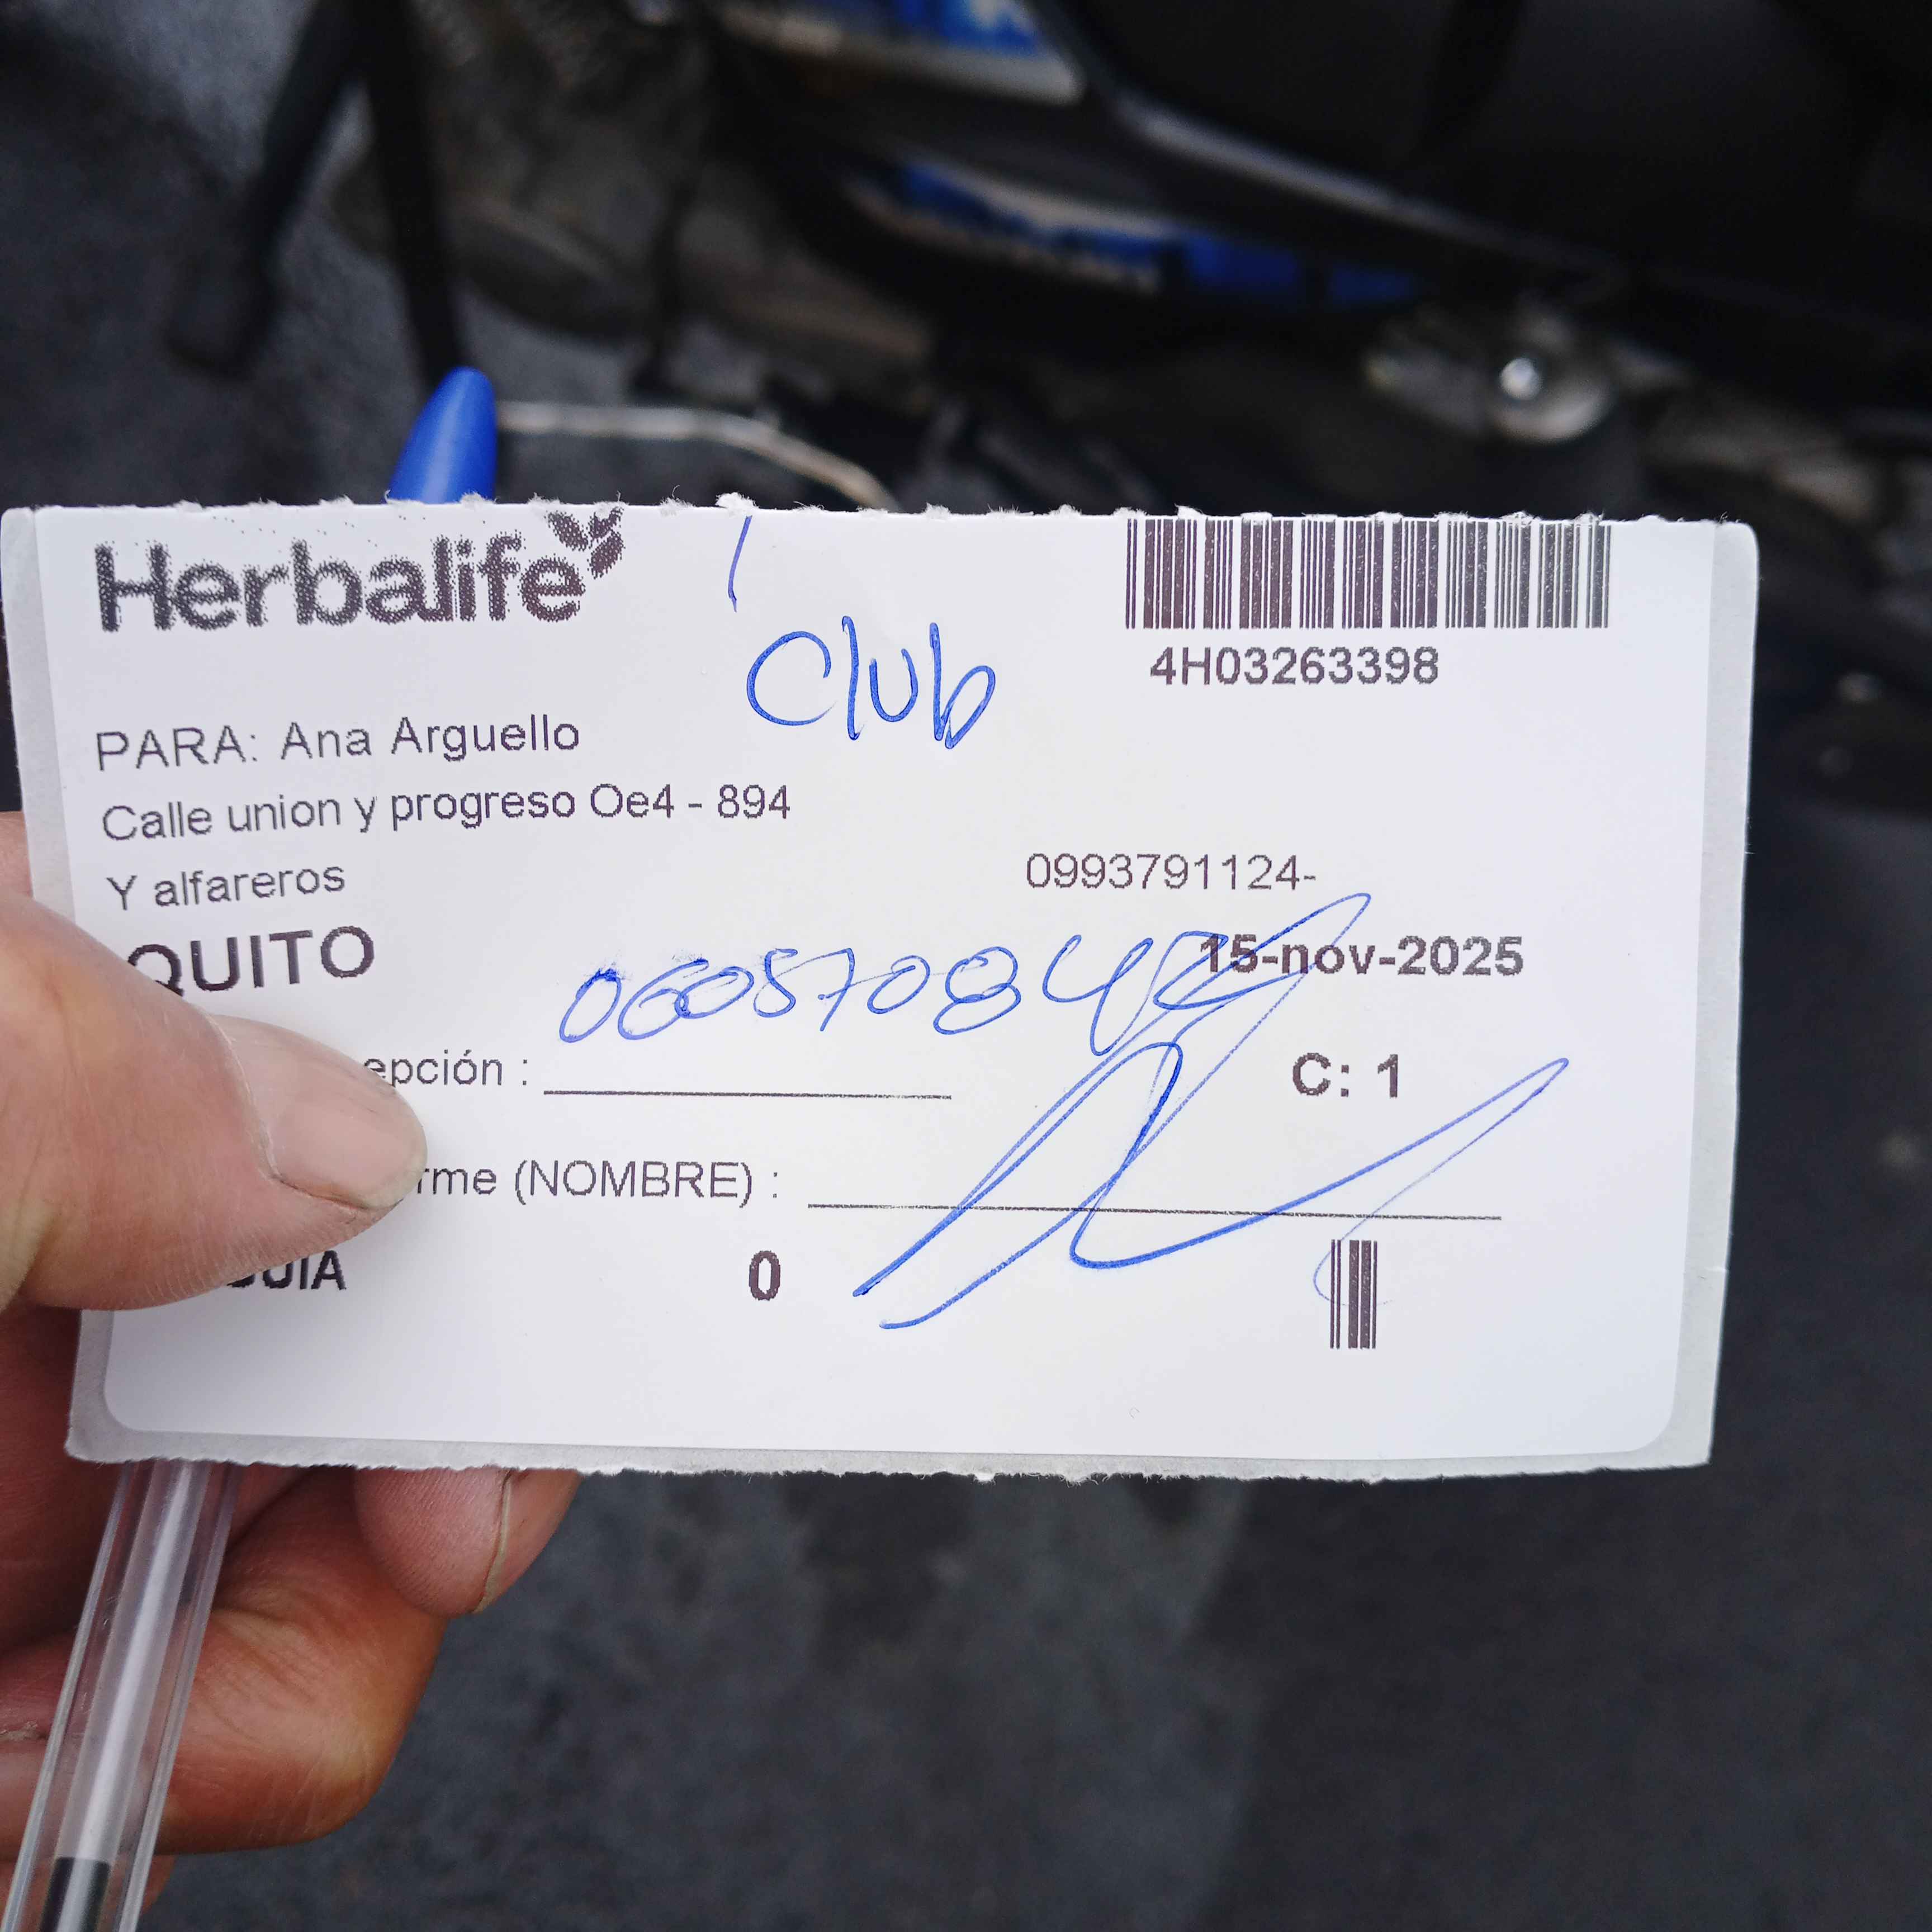 Herbalife
Club
4H03263398
PARA: Ana Arguello
Calle union y progreso Oe4 - 894
Y alfareros
0993791124-
QUITO
15-nov-2025
epción :
C: 1
rme (NOMBRE) :
GUIA
0